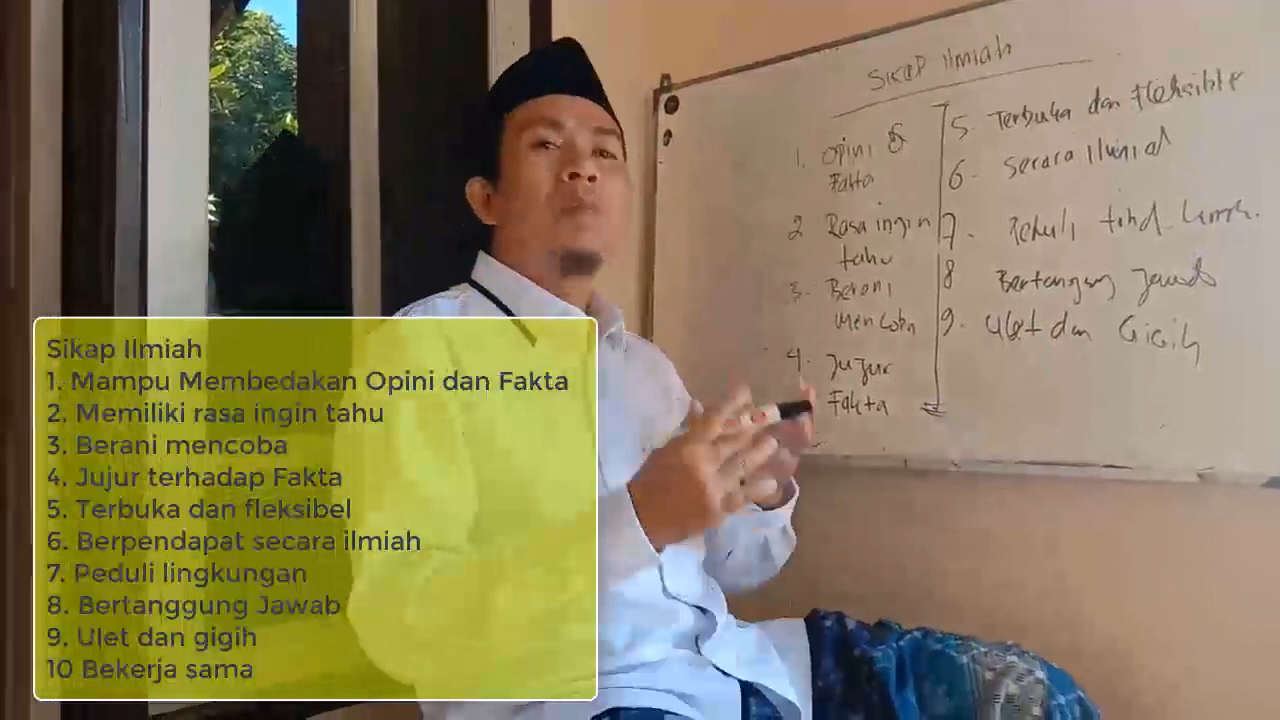 Sikap Ilmiah
1. Mampu Membedakan Opini dan Fakta
2. Memiliki rasa ingin tahu
3. Berani mencoba
4. Jujur terhadap Fakta
5. Terbuka dan fleksibel
6. Berpendapat secara ilmiah
7. Peduli lingkungan
8. Bertanggung Jawab
9. Ulet dan gigih
10 Bekerja sama
SIKAP Ilmiah
1. Opini &
Fakta
2 Rasa ingin
tahu
3. Berani
Mencoba
4. Jujur
Fakta
5. Terbuka dan
6. Secara
7. Peduli
8 Jawab
9. Ulet dan Gigih